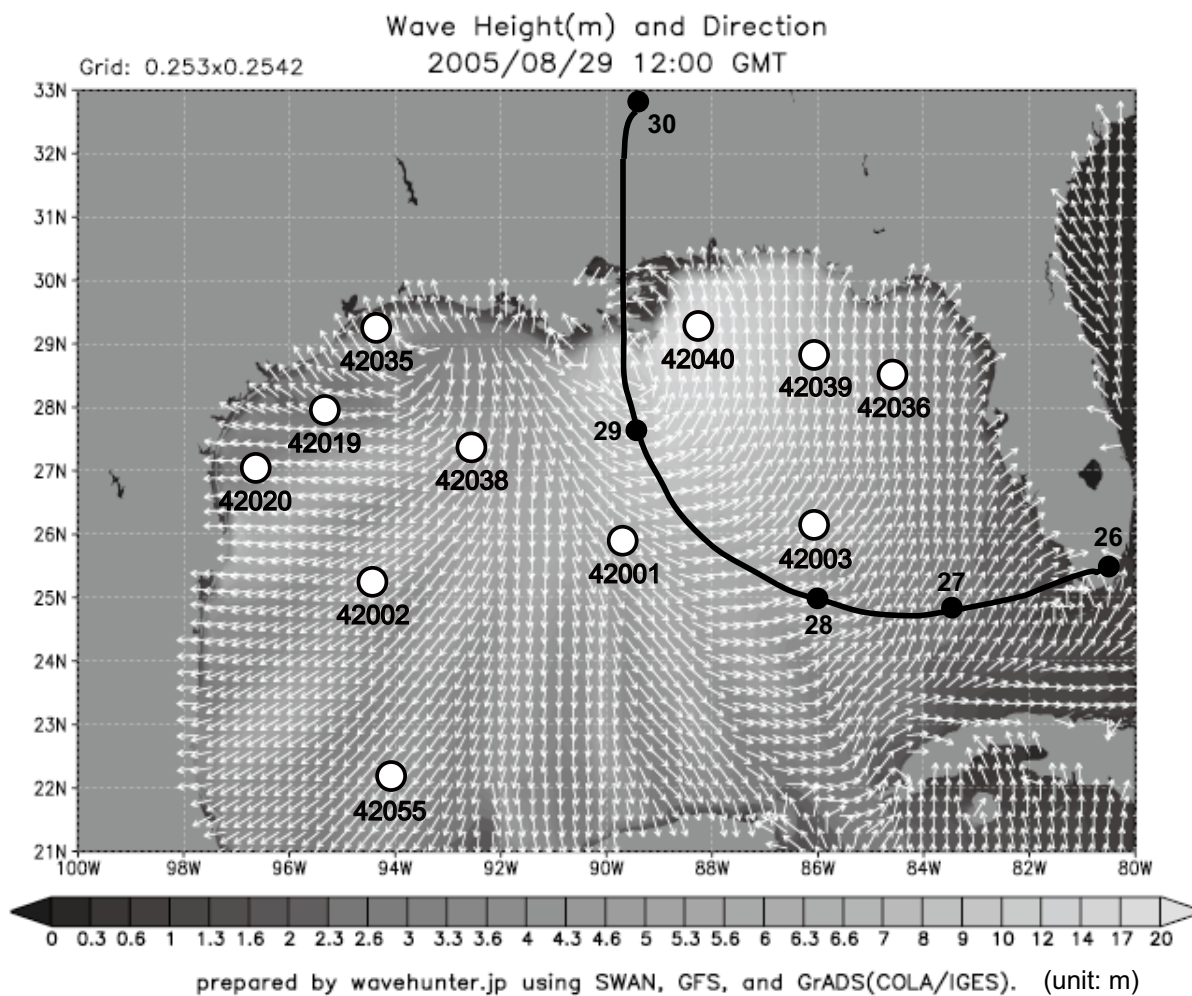 Wave Height(m) and Direction
Grid: 0.253x0.2542
2005/08/29 12:00 GMT
33N
32N
31N
30N
29N
28N
27N
26N
25N
24N
23N
22N
21N
30
42035
42040
42039
42036
42019
29
42038
42020
42003
42001
26
27
42002
28
42055
100W 98W 96W 94W 92W 90W 88W 86W 84W 82W 80W
0 0.3 0.6 1 1.3 1.6 2 2.3 2.6 3 3.3 3.6 4 4.3 4.6 5 5.3 5.6 6 6.3 6.6 7 8 9 10 12 14 17 20
prepared by wavehunter.jp using SWAN, GFS, and GrADS(COLA/IGES). (unit: m)